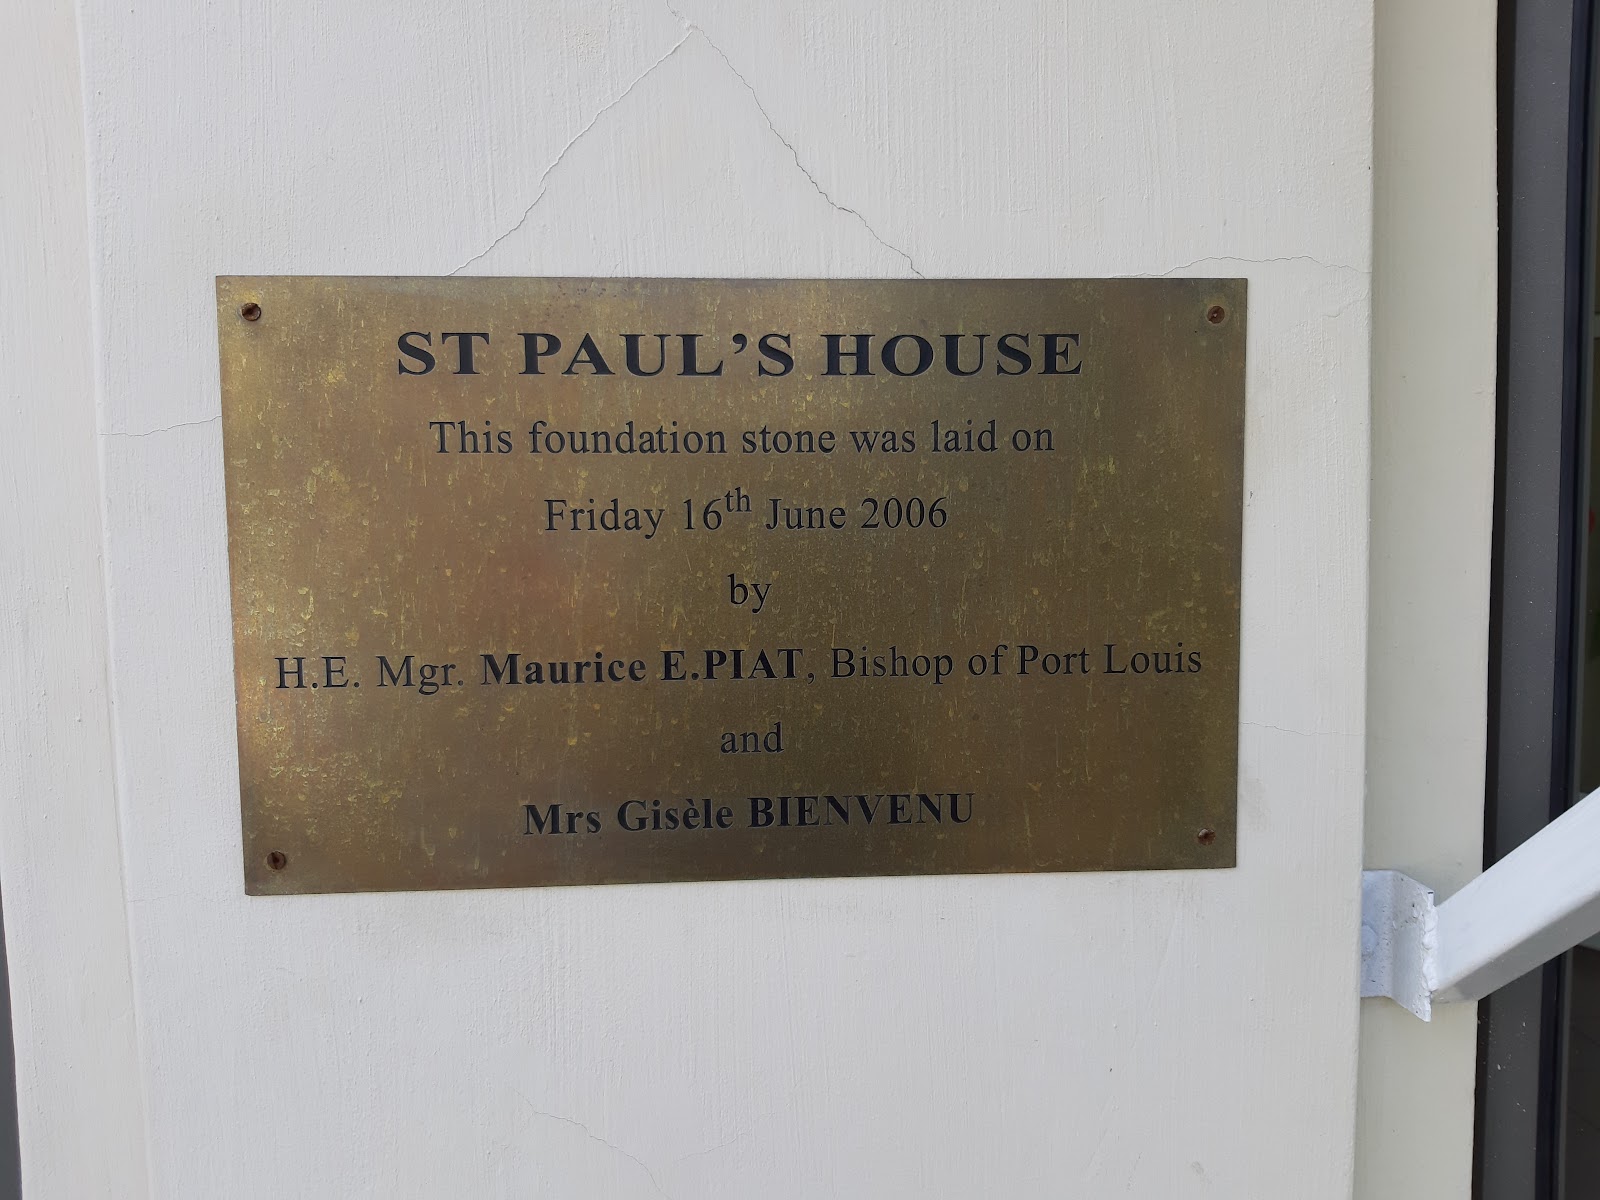 ST PAUL’S HOUSE
This foundation stone was laid on
Friday 16th June 2006
by
H.E. Mgr. Maurice E.PIAT, Bishop of Port Louis
and
Mrs Gisèle BIENVENU